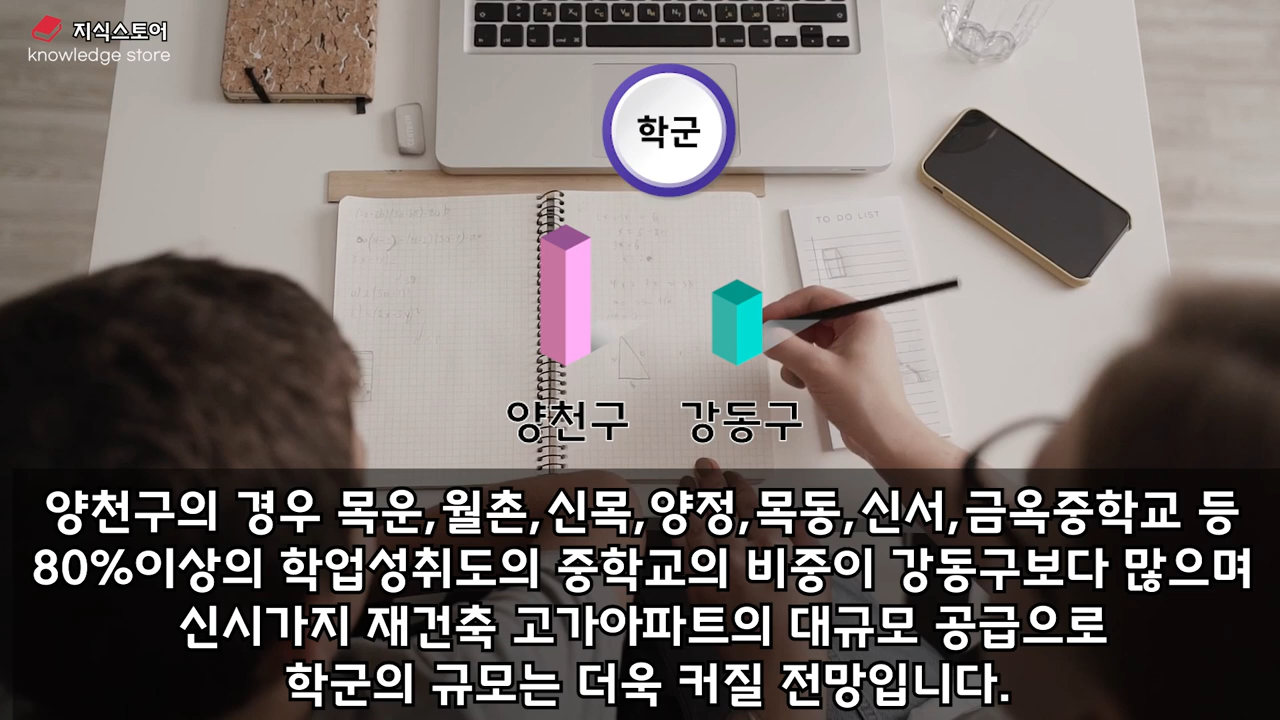 지식스토어
knowledge store
학군
TO DO LIST
양천구
강동구
양천구의 경우 목운,월촌,신목,양정,목동,신서,금옥중학교 등
80%이상의 학업성취도의 중학교의 비중이 강동구보다 많으며
신시가지 재건축 고가아파트의 대규모 공급으로
학군의 규모는 더욱 커질 전망입니다.